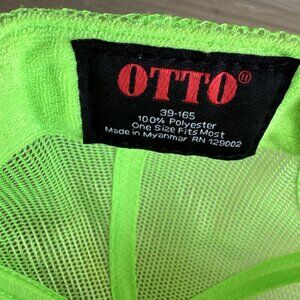 OTTO®
39-165
100% Polyester
One Size Fits Most
Made in Myanmar RN 129002